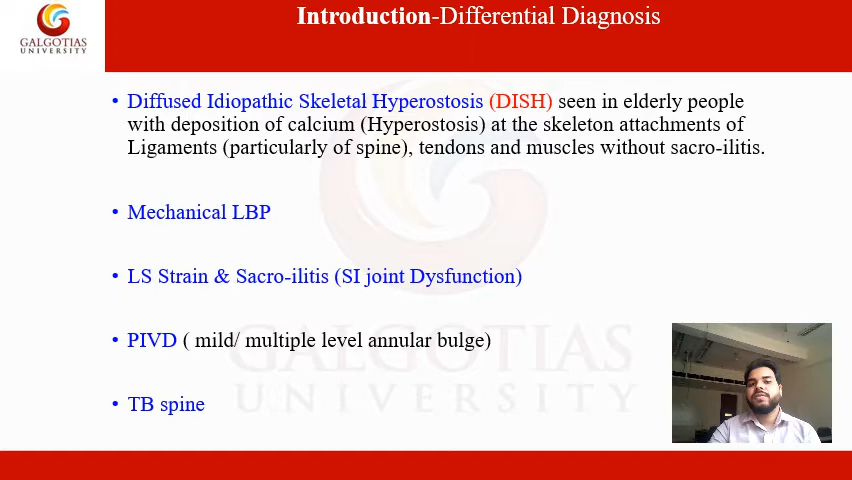 Introduction-Differential Diagnosis
GALGOTIAS
UNIVERSITY
• Diffused Idiopathic Skeletal Hyperostosis (DISH) seen in elderly people
with deposition of calcium (Hyperostosis) at the skeleton attachments of
Ligaments (particularly of spine), tendons and muscles without sacro-ilitis.
• Mechanical LBP
• LS Strain & Sacro-ilitis (SI joint Dysfunction)
• PIVD ( mild/ multiple level annular bulge)
GALGOTIAS
UNIVERSITY
• TB spine